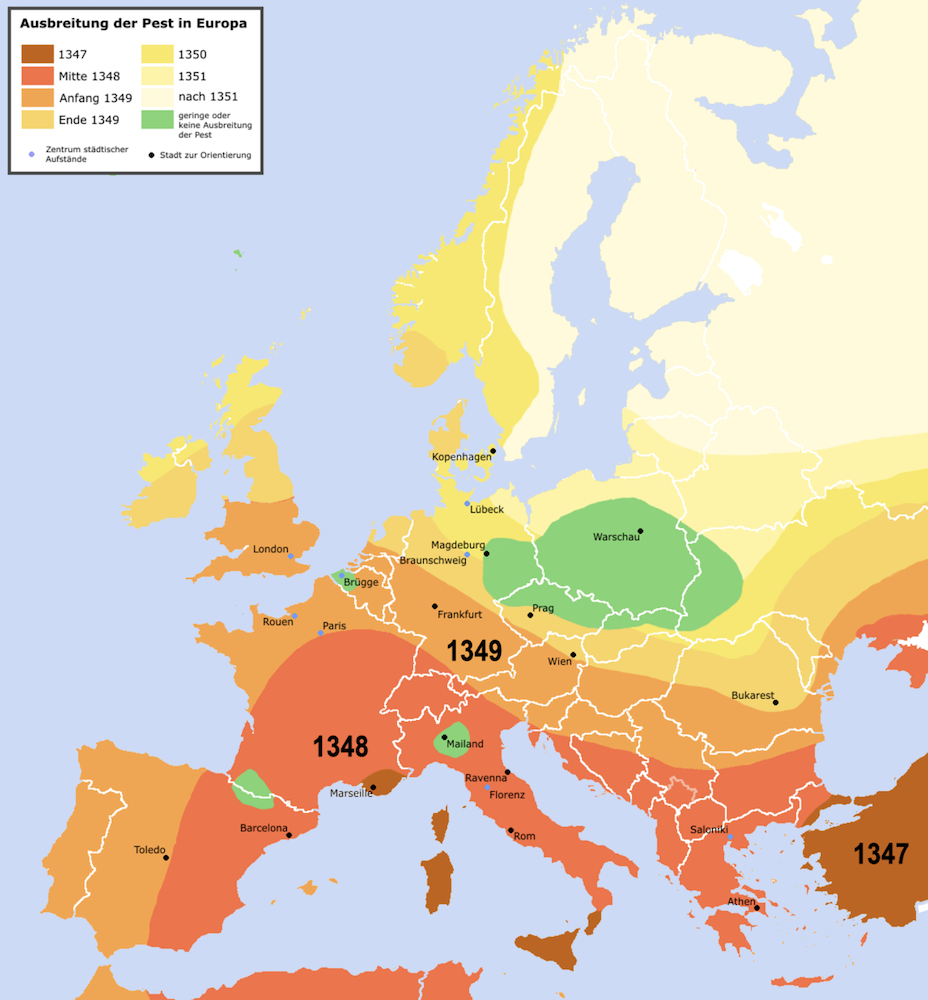 Ausbreitung der Pest in Europa
1347
Mitte 1348
Anfang 1349
Ende 1349
1350
1351
nach 1351
geringe oder
keine Ausbreitung
der Pest
Zentrum städtischer
Aufstände
Stadt zur Orientierung
Kopenhagen
Lübeck
Warschau
Magdeburg
Braunschweig
London
Brügge
Frankfurt
Prag
Rouen
Paris
1349
Wien
Bukarest
1348
Mailand
Ravenna
Marseille
Florenz
Barcelona
Rom
Saloniki
Toledo
1347
Athen